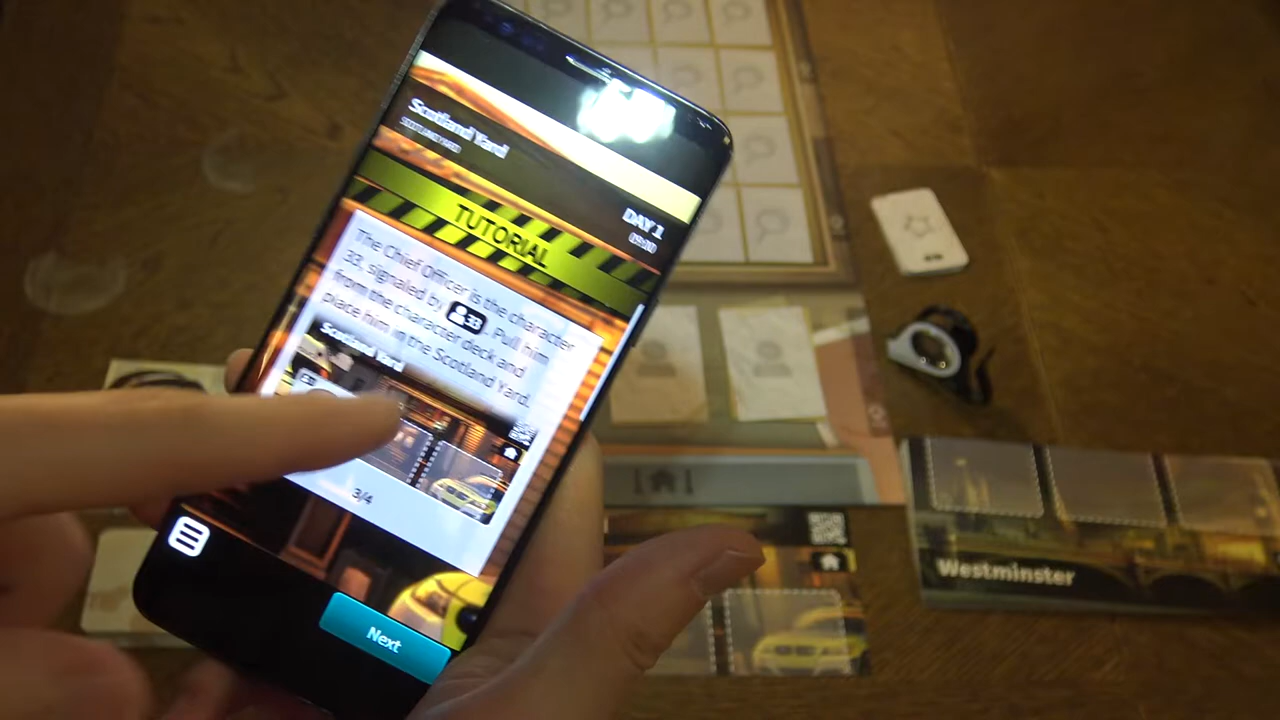 Scotland Yard
DAY 1
TUTORIAL
The Chief Officer is the character
33, signaled by 33. Pull him
from the character deck and
place him in the Scotland Yard.
Scotland Yard
3/4
Next
Westminster